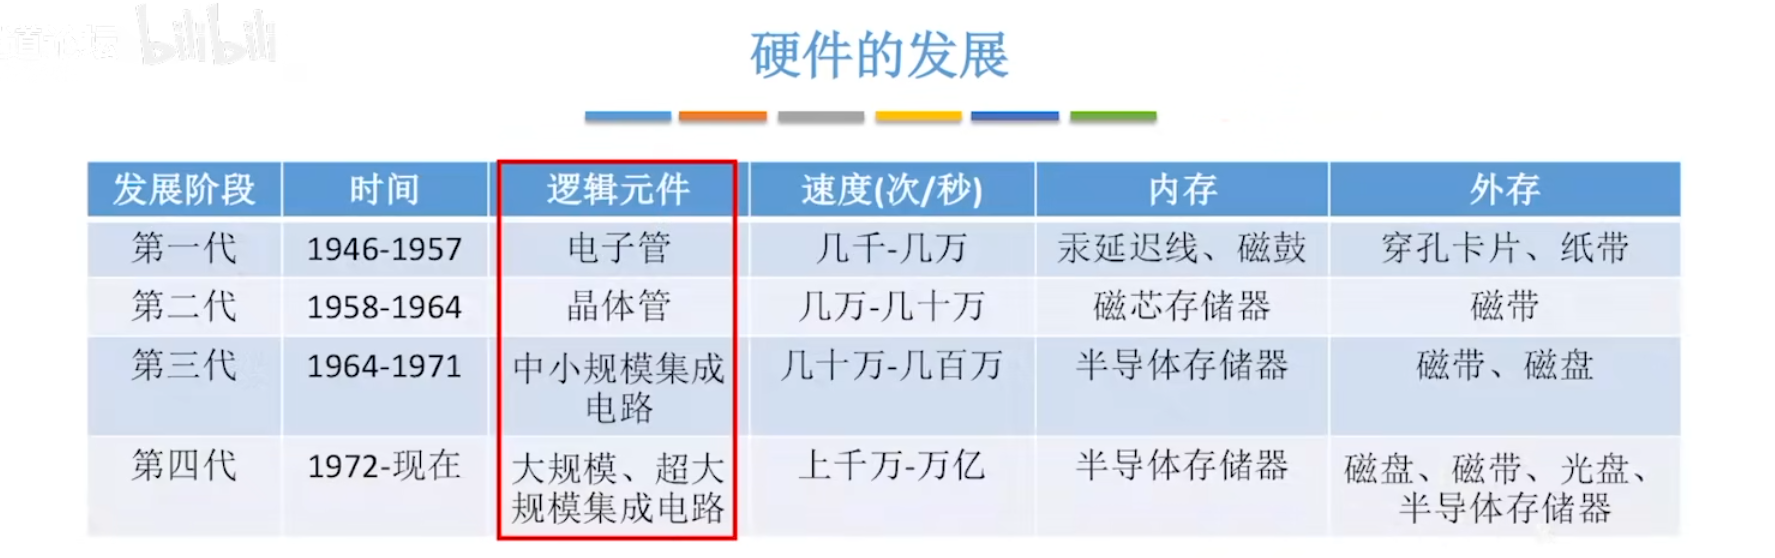 bilibili
硬件的发展
发展阶段 时间 逻辑元件 速度(次/秒) 内存 外存
第一代 1946-1957 电子管 几千-几万 汞延迟线、磁鼓 穿孔卡片、纸带
第二代 1958-1964 晶体管 几万-几十万 磁芯存储器 磁带
第三代 1964-1971 中小规模集成 几十万-几百万 半导体存储器 磁带、磁盘
电路
第四代 1972-现在 大规模、超大 上千万-万亿 半导体存储器 磁盘、磁带、光盘、
规模集成电路 半导体存储器